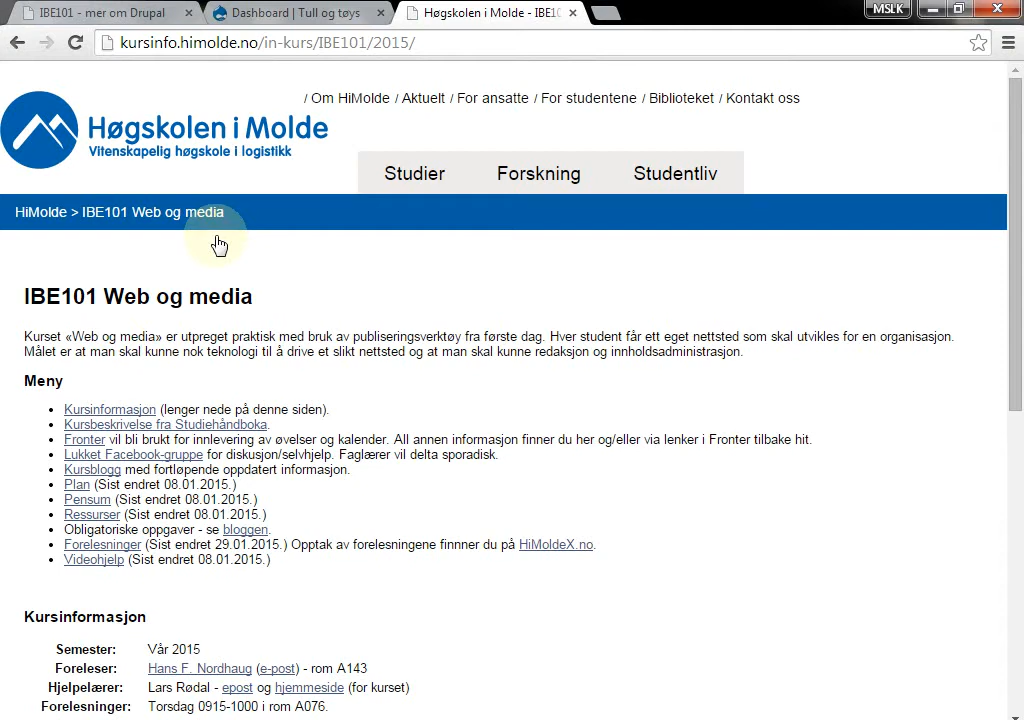 IBE101 - mer om Drupal
Dashboard | Tull og tøys
Høgskolen i Molde - IBE10
MSLK
kursinfo.himolde.no/in-kurs/IBE101/2015/
/ Om HiMolde / Aktuelt / For ansatte / For studentene / Biblioteket / Kontakt oss
Høgskolen i Molde
Vitenskapelig høgskole i logistikk
Studier Forskning Studentliv
HiMolde > IBE101 Web og media
IBE101 Web og media
Kurset «Web og media» er utpreget praktisk med bruk av publiseringsverktøy fra første dag. Hver student får ett eget nettsted som skal utvikles for en organisasjon.
Målet er at man skal kunne nok teknologi til å drive et slikt nettsted og at man skal kunne redaksjon og innholdsadministrasjon.
Meny
• Kursinformasjon (lenger nede på denne siden).
• Kursbeskrivelse fra Studiehåndboka.
• Fronter vil bli brukt for innlevering av øvelser og kalender. All annen informasjon finner du her og/eller via lenker i Fronter tilbake hit.
• Lukket Facebook-gruppe for diskusjon/selvhjelp. Faglærer vil delta sporadisk.
• Kursblogg med fortløpende oppdatert informasjon.
• Plan (Sist endret 08.01.2015.)
• Pensum (Sist endret 08.01.2015.)
• Ressurser (Sist endret 08.01.2015.)
• Obligatoriske oppgaver - se bloggen.
• Forelesninger (Sist endret 29.01.2015.) Opptak av forelesningene finnner du på HiMoldeX.no.
• Videohjelp (Sist endret 08.01.2015.)
Kursinformasjon
Semester: Vår 2015
Foreleser: Hans F. Nordhaug (e-post) - rom A143
Hjelpelærer: Lars Rødal - epost og hjemmeside (for kurset)
Forelesninger: Torsdag 0915-1000 i rom A076.